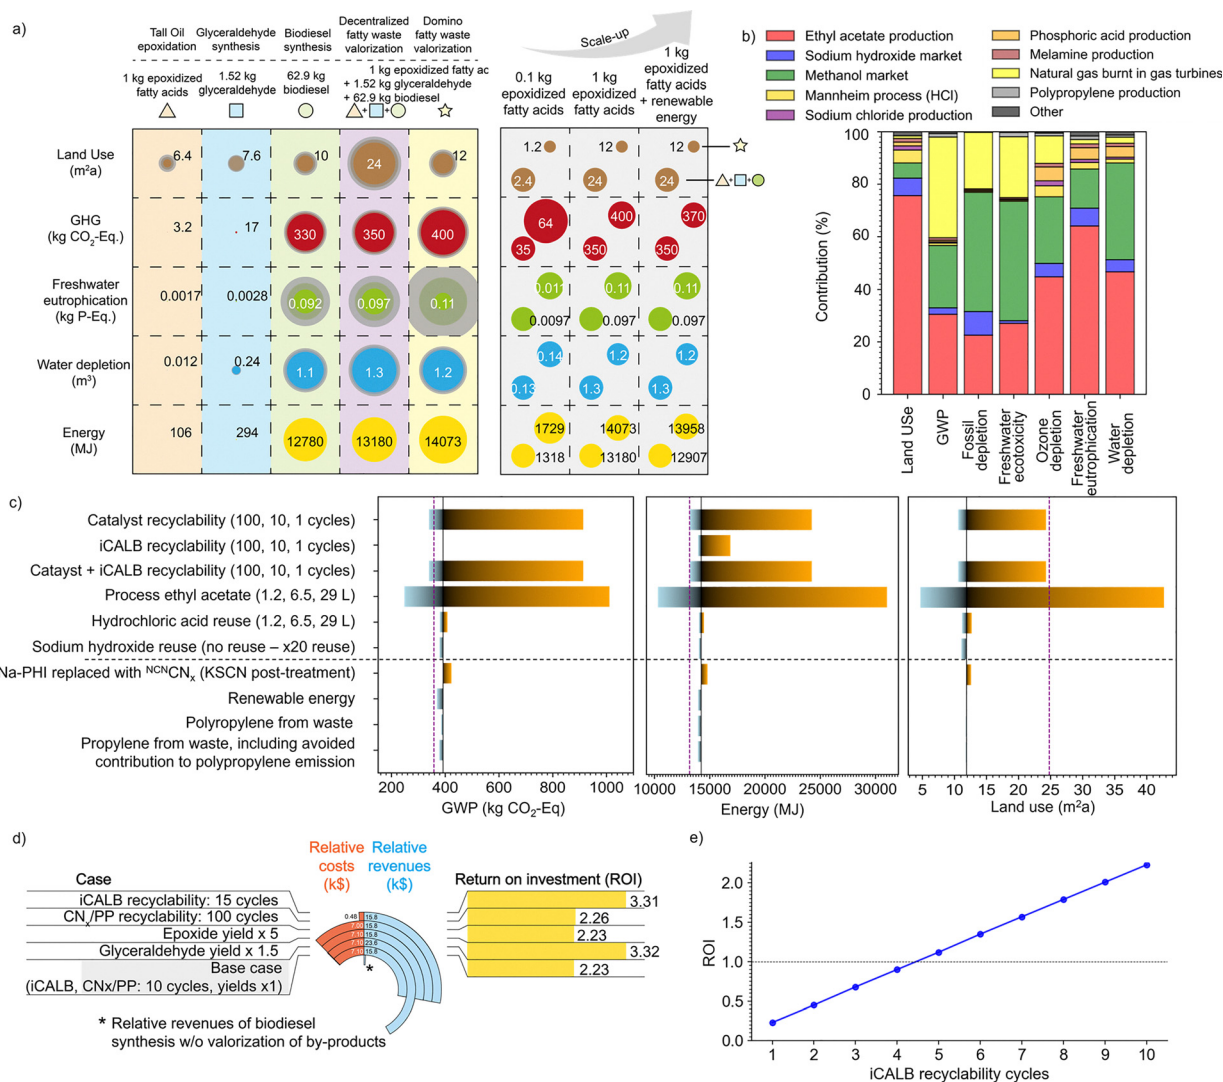 a)
Tall Oil
epoxidation
Glyceraldehyde
synthesis
Biodiesel
synthesis
Decentralized
fatty waste
valorization
Domino
fatty waste
valorization
1 kg epoxidized
fatty acids
1.52 kg
glyceraldehyde
62.9 kg
biodiesel
1 kg epoxidized fatty ac
+ 1.52 kg glyceraldehyde
+ 62.9 kg biodiesel
+ +
Scale-up
0.1 kg
epoxidized
fatty acids
1 kg
epoxidized
fatty acids
1 kg
epoxidized
fatty acids
+ renewable
energy
Land Use
(m²a)
6.4
7.6
10
24
12
1.2
12
12
2.4
24
24
+ +
GHG
(kg CO₂-Eq.)
3.2
17
330
350
400
64
400
370
35
350
350
Freshwater
eutrophication
(kg P-Eq.)
0.0017
0.0028
0.092
0.097
0.11
0.011
0.11
0.11
0.0097
0.097
0.097
Water depletion
(m³)
0.012
0.24
1.1
1.3
1.2
0.14
1.2
1.2
0.13
1.3
1.3
Energy
(MJ)
106
294
12780
13180
14073
1729
14073
13958
1318
13180
12907
b)
Ethyl acetate production
Sodium hydroxide market
Methanol market
Mannheim process (HCl)
Sodium chloride production
Phosphoric acid production
Melamine production
Natural gas burnt in gas turbines
Polypropylene production
Other
Contribution (%)
100
80
60
40
20
0
Land USe
GWP
Fossil
depletion
Freshwater
ecotoxicity
Ozone
depletion
Freshwater
eutrophication
Water
depletion
c)
Catalyst recyclability (100, 10, 1 cycles)
iCALB recyclability (100, 10, 1 cycles)
Catayst + iCALB recyclability (100, 10, 1 cycles)
Process ethyl acetate (1.2, 6.5, 29 L)
Hydrochloric acid reuse (1.2, 6.5, 29 L)
Sodium hydroxide reuse (no reuse – x20 reuse)
Na-PHI replaced with ᴺᶜᴺCNₓ (KSCN post-treatment)
Renewable energy
Polyropylene from waste
Propylene from waste, including avoided
contribution to polypropylene emission
200 400 600 800 1000
GWP (kg CO₂-Eq)
10000 15000 20000 25000 30000
Energy (MJ)
5 10 15 20 25 30 35 40
Land use (m²a)
d)
Case
Relative
costs
(k$)
Relative
revenues
(k$)
Return on investment (ROI)
iCALB recyclability: 15 cycles
CNₓ/PP recyclability: 100 cycles
Epoxide yield x 5
Glyceraldehyde yield x 1.5
Base case
(iCALB, CNx/PP: 10 cycles, yields x1)
0.48 15.8
7.00 15.8
7.10 15.8
7.10 23.6
7.10 15.8
*
3.31
2.26
2.23
3.32
2.23
* Relative revenues of biodiesel
synthesis w/o valorization of by-products
e)
ROI
2.0
1.5
1.0
0.5
0.0
1 2 3 4 5 6 7 8 9 10
iCALB recyclability cycles